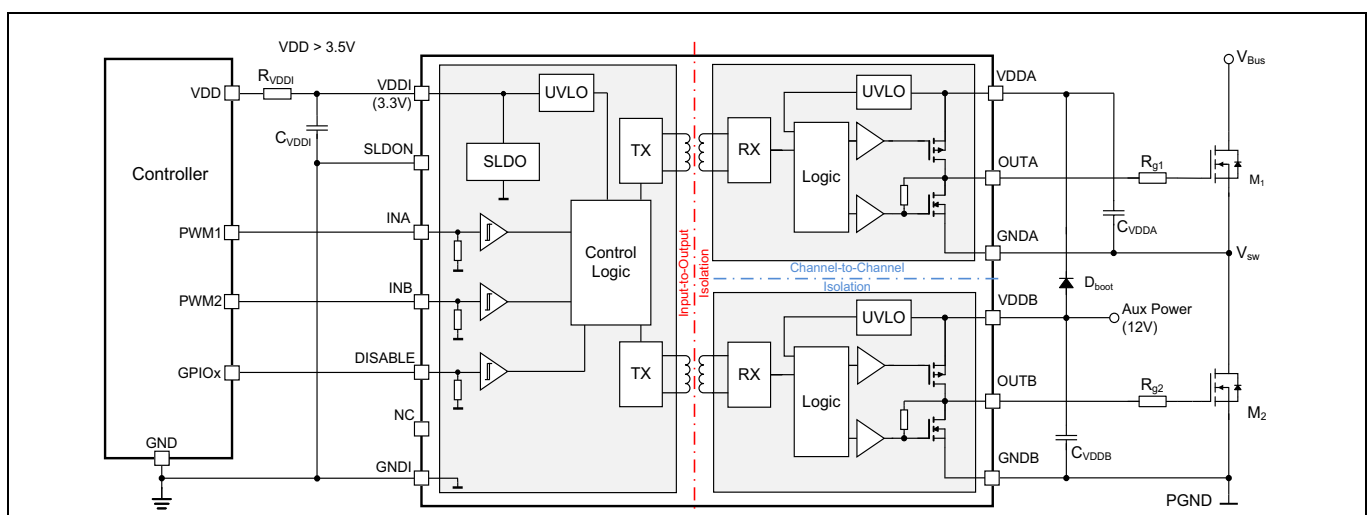 VDD > 3.5V
Controller
VDD
PWM1
PWM2
GPIOx
GND
RVDDI
CVDDI
VDDI
(3.3V)
SLDON
INA
INB
DISABLE
NC
GNDI
UVLO
SLDO
TX
Control
Logic
TX
Input-to-Output
Isolation
Channel-to-Channel
Isolation
UVLO
RX
Logic
UVLO
RX
Logic
VDDA
OUTA
GNDA
VDDB
OUTB
GNDB
VBus
Rg1
M1
CVDDA
Vsw
Dboot
Aux Power
(12V)
Rg2
M2
CVDDB
PGND